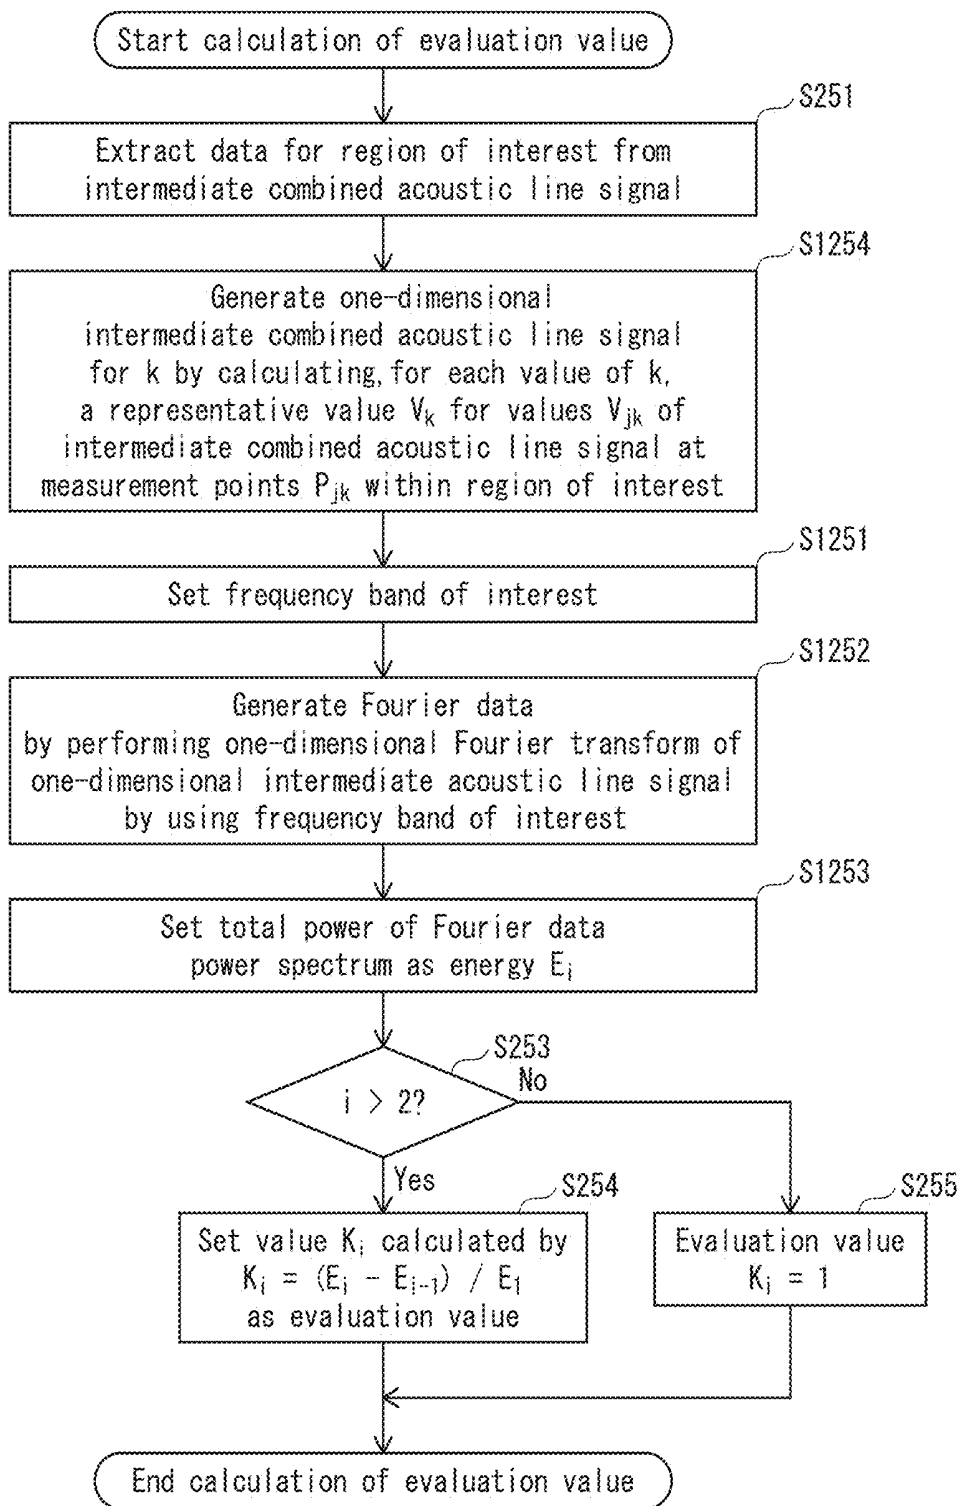 Start calculation of evaluation value
S251
Extract data for region of interest from
intermediate combined acoustic line signal
S1254
Generate one-dimensional
intermediate combined acoustic line signal
for k by calculating, for each value of k,
a representative value Vk for values Vjk of
intermediate combined acoustic line signal at
measurement points Pjk within region of interest
S1251
Set frequency band of interest
S1252
Generate Fourier data
by performing one-dimensional Fourier transform of
one-dimensional intermediate acoustic line signal
by using frequency band of interest
S1253
Set total power of Fourier data
power spectrum as energy Ei
S253
i > 2?
No
Yes
S254
Set value Ki calculated by
Ki = (Ei - Ei-1) / E1
as evaluation value
S255
Evaluation value
Ki = 1
End calculation of evaluation value